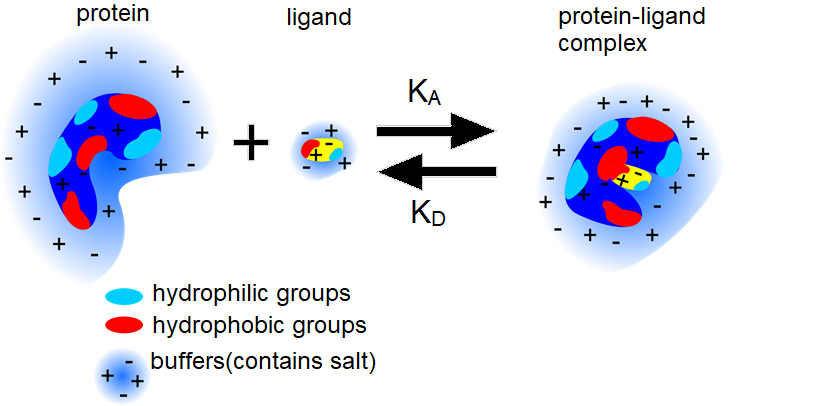 protein
ligand
protein-ligand
complex
+
KA
KD
hydrophilic groups
hydrophobic groups
buffers(contains salt)